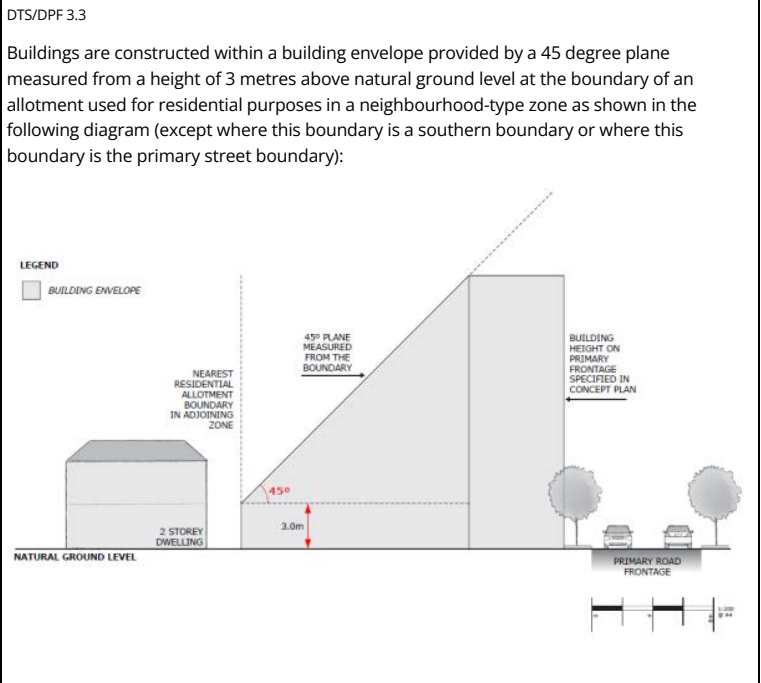 DTS/DPF 3.3
Buildings are constructed within a building envelope provided by a 45 degree plane
measured from a height of 3 metres above natural ground level at the boundary of an
allotment used for residential purposes in a neighbourhood-type zone as shown in the
following diagram (except where this boundary is a southern boundary or where this
boundary is the primary street boundary):
LEGEND
BUILDING ENVELOPE
45º PLANE
MEASURED
FROM THE
BOUNDARY
BUILDING
HEIGHT ON
PRIMARY
FRONTAGE
SPECIFIED IN
CONCEPT PLAN
NEAREST
RESIDENTIAL
ALLOTMENT
BOUNDARY
IN ADJOINING
ZONE
45º
3.0m
2 STOREY
DWELLING
NATURAL GROUND LEVEL
PRIMARY ROAD
FRONTAGE
1:200